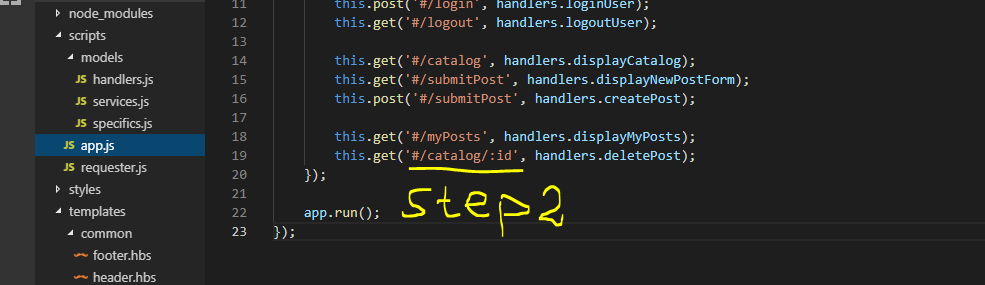 node_modules
scripts
models
JS handlers.js
JS services.js
JS specifics.js
JS app.js
JS requester.js
styles
templates
common
footer.hbs
header.hbs
11 this.post('#/login', handlers.loginUser);
12 this.get('#/logout', handlers.logoutUser);
13
14 this.get('#/catalog', handlers.displayCatalog);
15 this.get('#/submitPost', handlers.displayNewPostForm);
16 this.post('#/submitPost', handlers.createPost);
17
18 this.get('#/myPosts', handlers.displayMyPosts);
19 this.get('#/catalog/:id', handlers.deletePost);
20 });
21
22 app.run();
23 });
step2